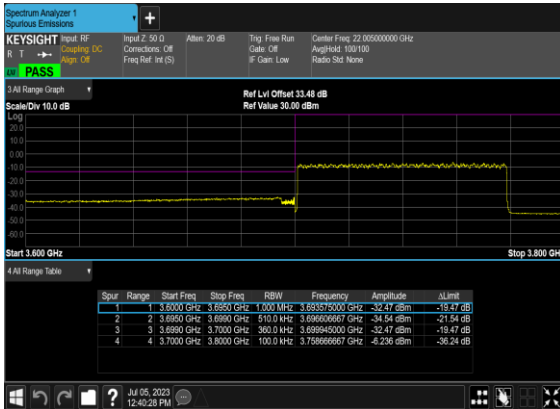 Spectrum Analyzer 1
Spurious Emissions
+
KEYSIGHT Input: RF Input Z: 50 Ω Atten: 20 dB Trig: Free Run Center Freq: 22.005000000 GHz
R T Coupling: DC Corrections: Off Gate: Off Avg|Hold: 100/100
Align: Off Freq Ref: Int (S) IF Gain: Low Radio Std: None
PASS
3 All Range Graph
Ref Lvl Offset 33.48 dB
Scale/Div 10.0 dB Ref Value 30.00 dBm
Log
20.0
10.0
0.00
-10.0
-20.0
-30.0
-40.0
-50.0
-60.0
Start 3.600 GHz Stop 3.800 GH
4 All Range Table
Spur Range Start Freq Stop Freq RBW Frequency Amplitude ΔLimit
1 1 3.6000 GHz 3.6950 GHz 1.000 MHz 3.693575000 GHz -32.47 dBm -19.47 dB
2 2 3.6950 GHz 3.6990 GHz 510.0 kHz 3.696606667 GHz -34.54 dBm -21.54 dB
3 3 3.6990 GHz 3.7000 GHz 360.0 kHz 3.699945000 GHz -32.47 dBm -19.47 dB
4 4 3.7000 GHz 3.8000 GHz 100.0 kHz 3.758666667 GHz -6.236 dBm -36.24 dB
? Jul 05, 2023
12:40:28 PM